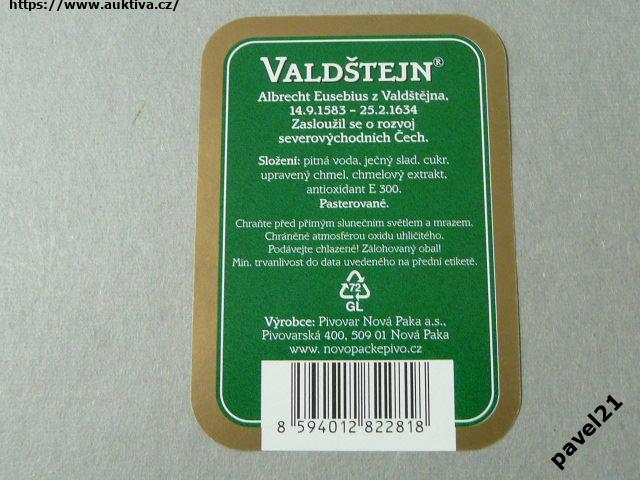 https://www.auktiva.cz/
VALDŠTEJN®
Albrecht Eusebius z Valdštějna,
14.9.1583 – 25.2.1634
Zasloužil se o rozvoj
severovýchodních Čech.
Složení: pitná voda, ječný slad, cukr,
upravený chmel, chmelový extrakt,
antioxidant E 300.
Pasterované.
Chraňte před přímým slunečním světlem a mrazem.
Chráněné atmosférou oxidu uhličitého.
Podávejte chlazené! Zálohovaný obal!
Min. trvanlivost do data uvedeného na přední etiketě.
72
GL
Výrobce: Pivovar Nová Paka a.s.,
Pivovarská 400, 509 01 Nová Paka
www. novopackepivo.cz
8 594012 822818
pavel21